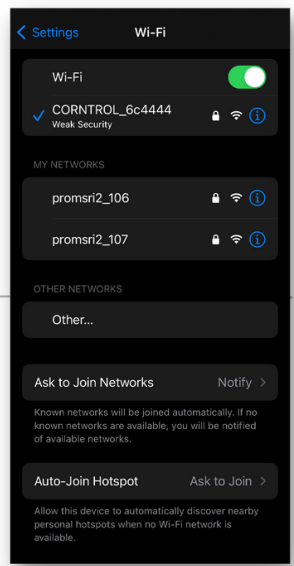 Settings
Wi-Fi
Wi-Fi
CORNTROL_6c4444
Weak Security
MY NETWORKS
promsri2_106
promsri2_107
OTHER NETWORKS
Other...
Ask to Join Networks Notify
Known networks will be joined automatically. If no
known networks are available, you will be notified
of available networks.
Auto-Join Hotspot Ask to Join
Allow this device to automatically discover nearby
personal hotspots when no Wi-Fi network is
available.